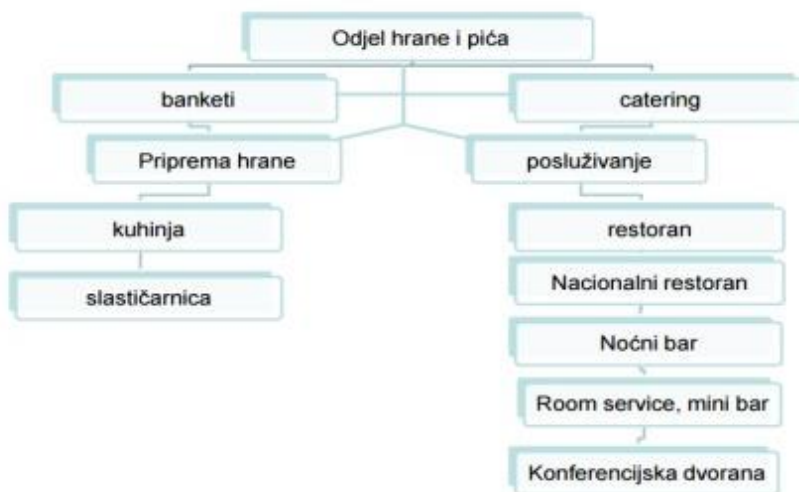 Odjel hrane i pića
banketi
catering
Priprema hrane
posluživanje
kuhinja
restoran
slastičarnica
Nacionalni restoran
Noćni bar
Room service, mini bar
Konferencijska dvorana